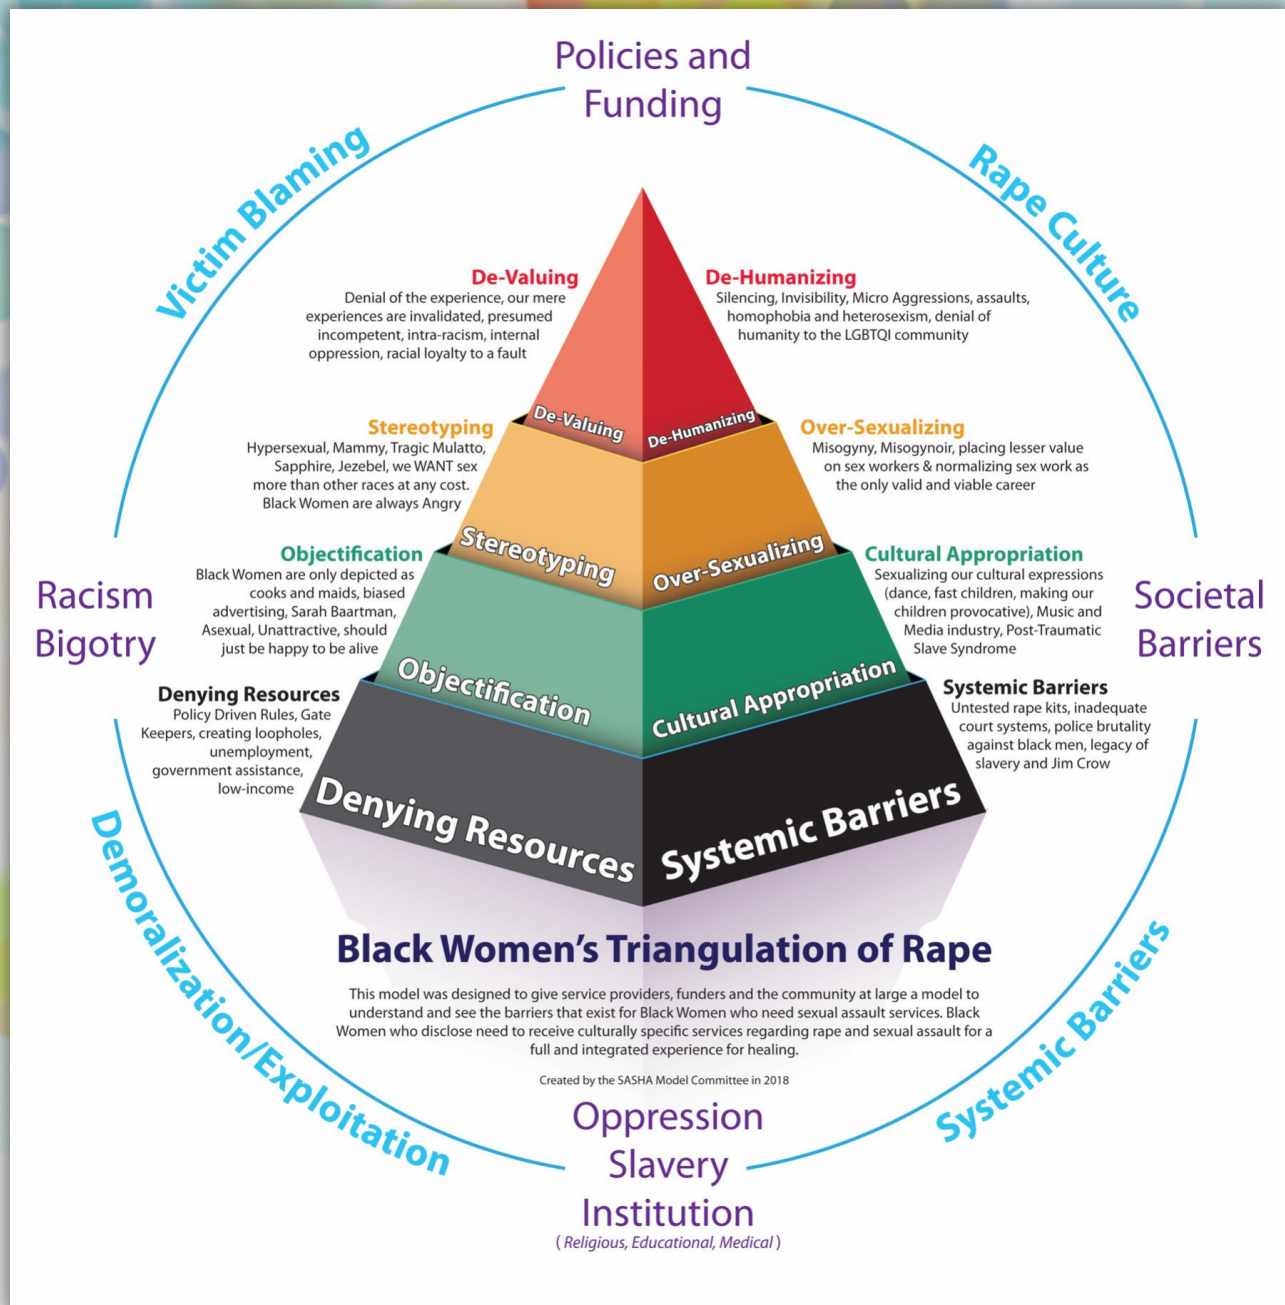 Policies and
Funding
Victim Blaming
Rape Culture
De-Valuing
Denial of the experience, our mere
experiences are invalidated, presumed
incompetent, intra-racism, internal
oppression, racial loyalty to a fault
De-Humanizing
Silencing, Invisibility, Micro Aggressions, assaults,
homophobia and heterosexism, denial of
humanity to the LGBTQI community
De-Valuing
De-Humanizing
Stereotyping
Hypersexual, Mammy, Tragic Mulatto,
Sapphire, Jezebel, we WANT sex
more than other races at any cost.
Black Women are always Angry
Over-Sexualizing
Misogyny, Misogynoir, placing lesser value
on sex workers & normalizing sex work as
the only valid and viable career
Stereotyping
Over-Sexualizing
Objectification
Black Women are only depicted as
cooks and maids, biased
advertising, Sarah Baartman,
Asexual, Unattractive, should
just be happy to be alive
Cultural Appropriation
Sexualizing our cultural expressions
(dance, fast children, making our
children provocative), Music and
Media industry, Post-Traumatic
Slave Syndrome
Racism
Bigotry
Societal
Barriers
Objectification
Cultural Appropriation
Denying Resources
Policy Driven Rules, Gate
Keepers, creating loopholes,
unemployment,
government assistance,
low-income
Systemic Barriers
Untested rape kits, inadequate
court systems, police brutality
against black men, legacy of
slavery and Jim Crow
Denying Resources
Systemic Barriers
Demoralization/Exploitation
Systemic Barriers
Black Women's Triangulation of Rape
This model was designed to give service providers, funders and the community at large a model to
understand and see the barriers that exist for Black Women who need sexual assault services. Black
Women who disclose need to receive culturally specific services regarding rape and sexual assault for a
full and integrated experience for healing.
Created by the SASHA Model Committee in 2018
Oppression
Slavery
Institution
( Religious, Educational, Medical )